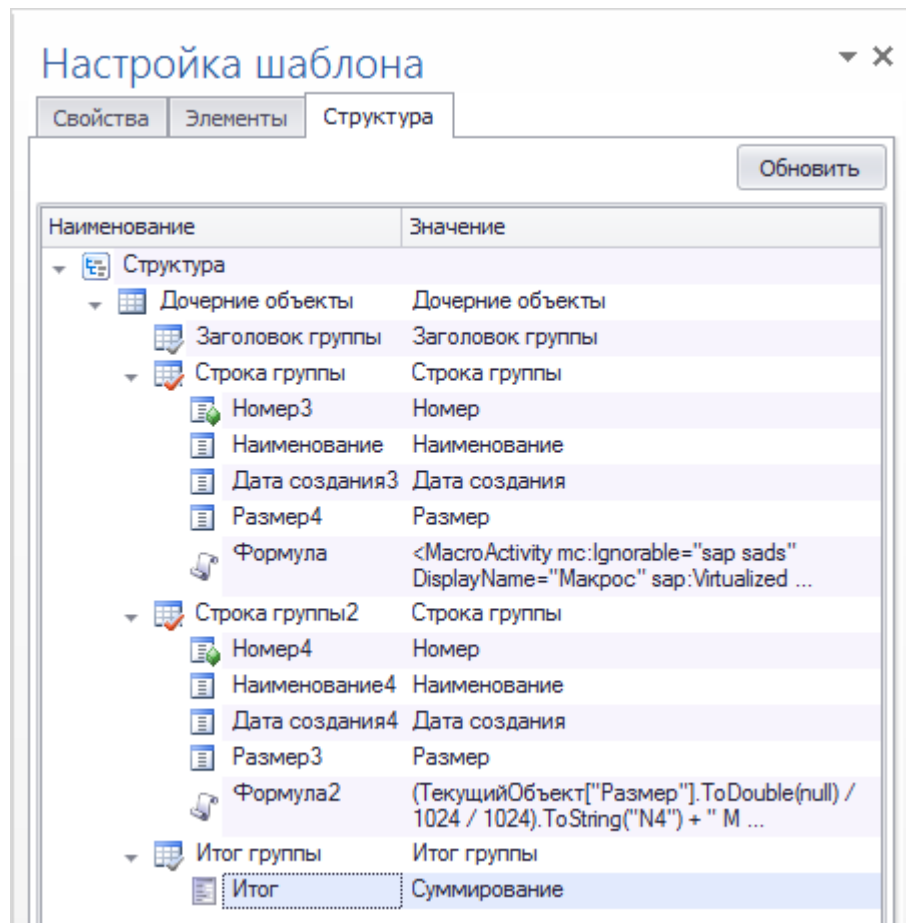 Настройка шаблона
Свойства Элементы Структура
Обновить
Наименование Значение
Структура
Дочерние объекты Дочерние объекты
Заголовок группы Заголовок группы
Строка группы Строка группы
Номер3 Номер
Наименование Наименование
Дата создания3 Дата создания
Размер4 Размер
Формула <MacroActivity mc:Ignorable="sap sads"
DisplayName="Макрос" sap:Virtualized ...
Строка группы2 Строка группы
Номер4 Номер
Наименование4 Наименование
Дата создания4 Дата создания
Размер3 Размер
Формула2 (ТекущийОбъект["Размер"].ToDouble(null) /
1024 / 1024).ToString("N4") + " М ...
Итог группы Итог группы
Итог Суммирование